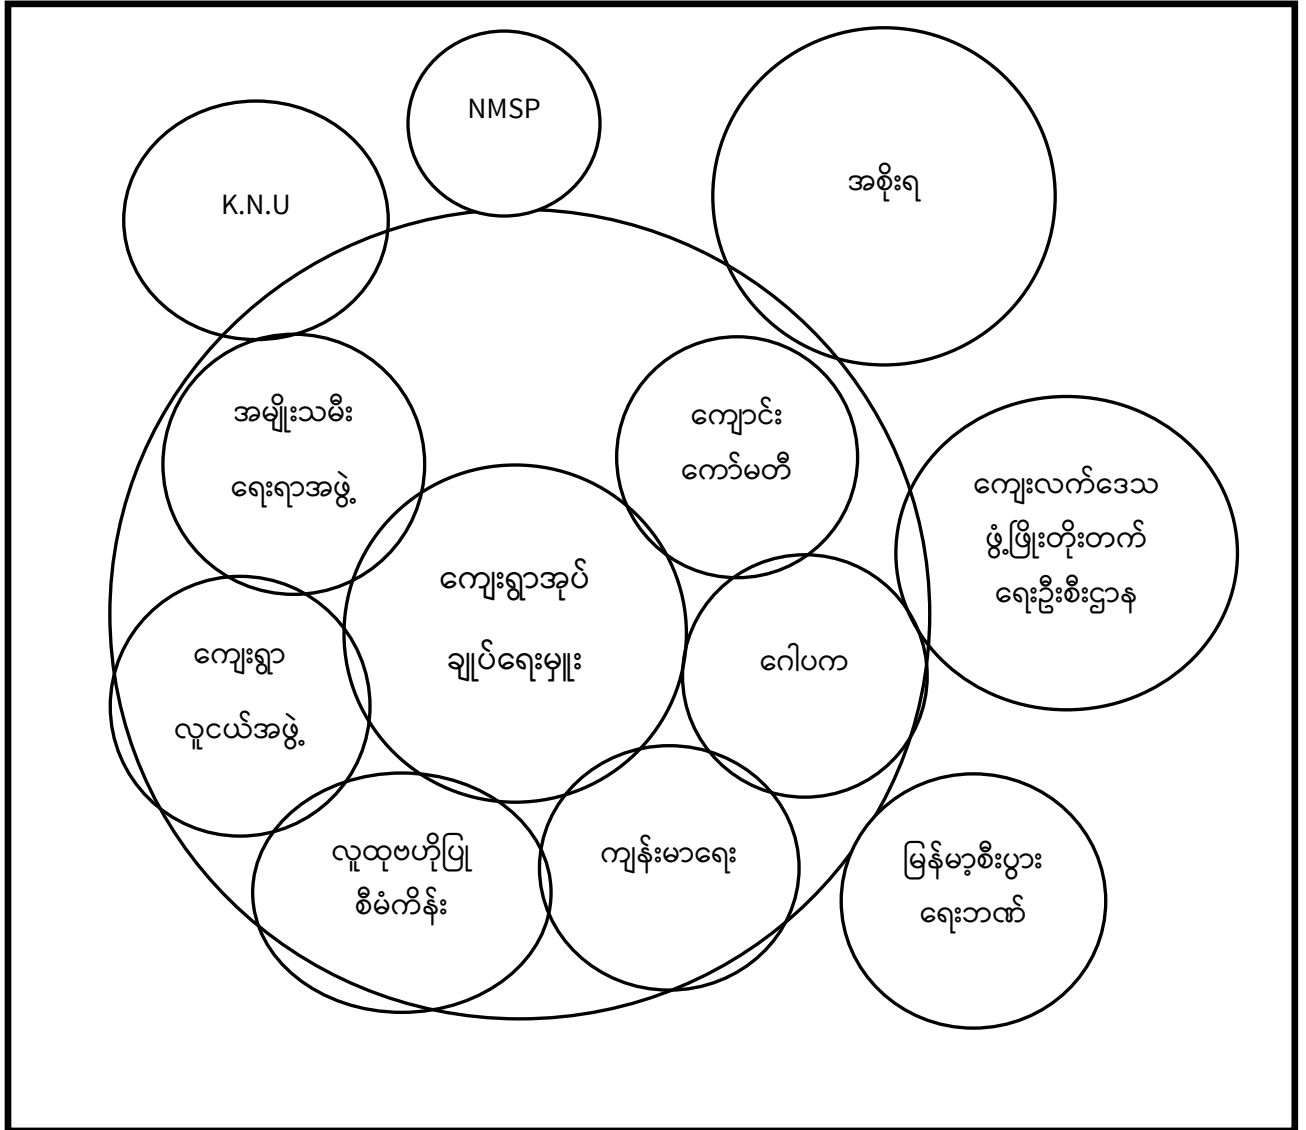 NMSP
K.N.U
အစိုးရ
အမျိုးသမီး
ရေးရာအဖွဲ့
ကျောင်း
ကော်မတီ
ကျေးလက်ဒေသ
ဖွံ့ဖြိုးတိုးတက်
ရေးဦးစီးဌာန
ကျေးရွာအုပ်
ချုပ်ရေးမှူး
ကျေးရွာ
လူငယ်အဖွဲ့
ဂေါပက
လူထုဗဟိုပြု
စီမံကိန်း
ကျန်းမာရေး
မြန်မာ့စီးပွား
ရေးဘဏ်